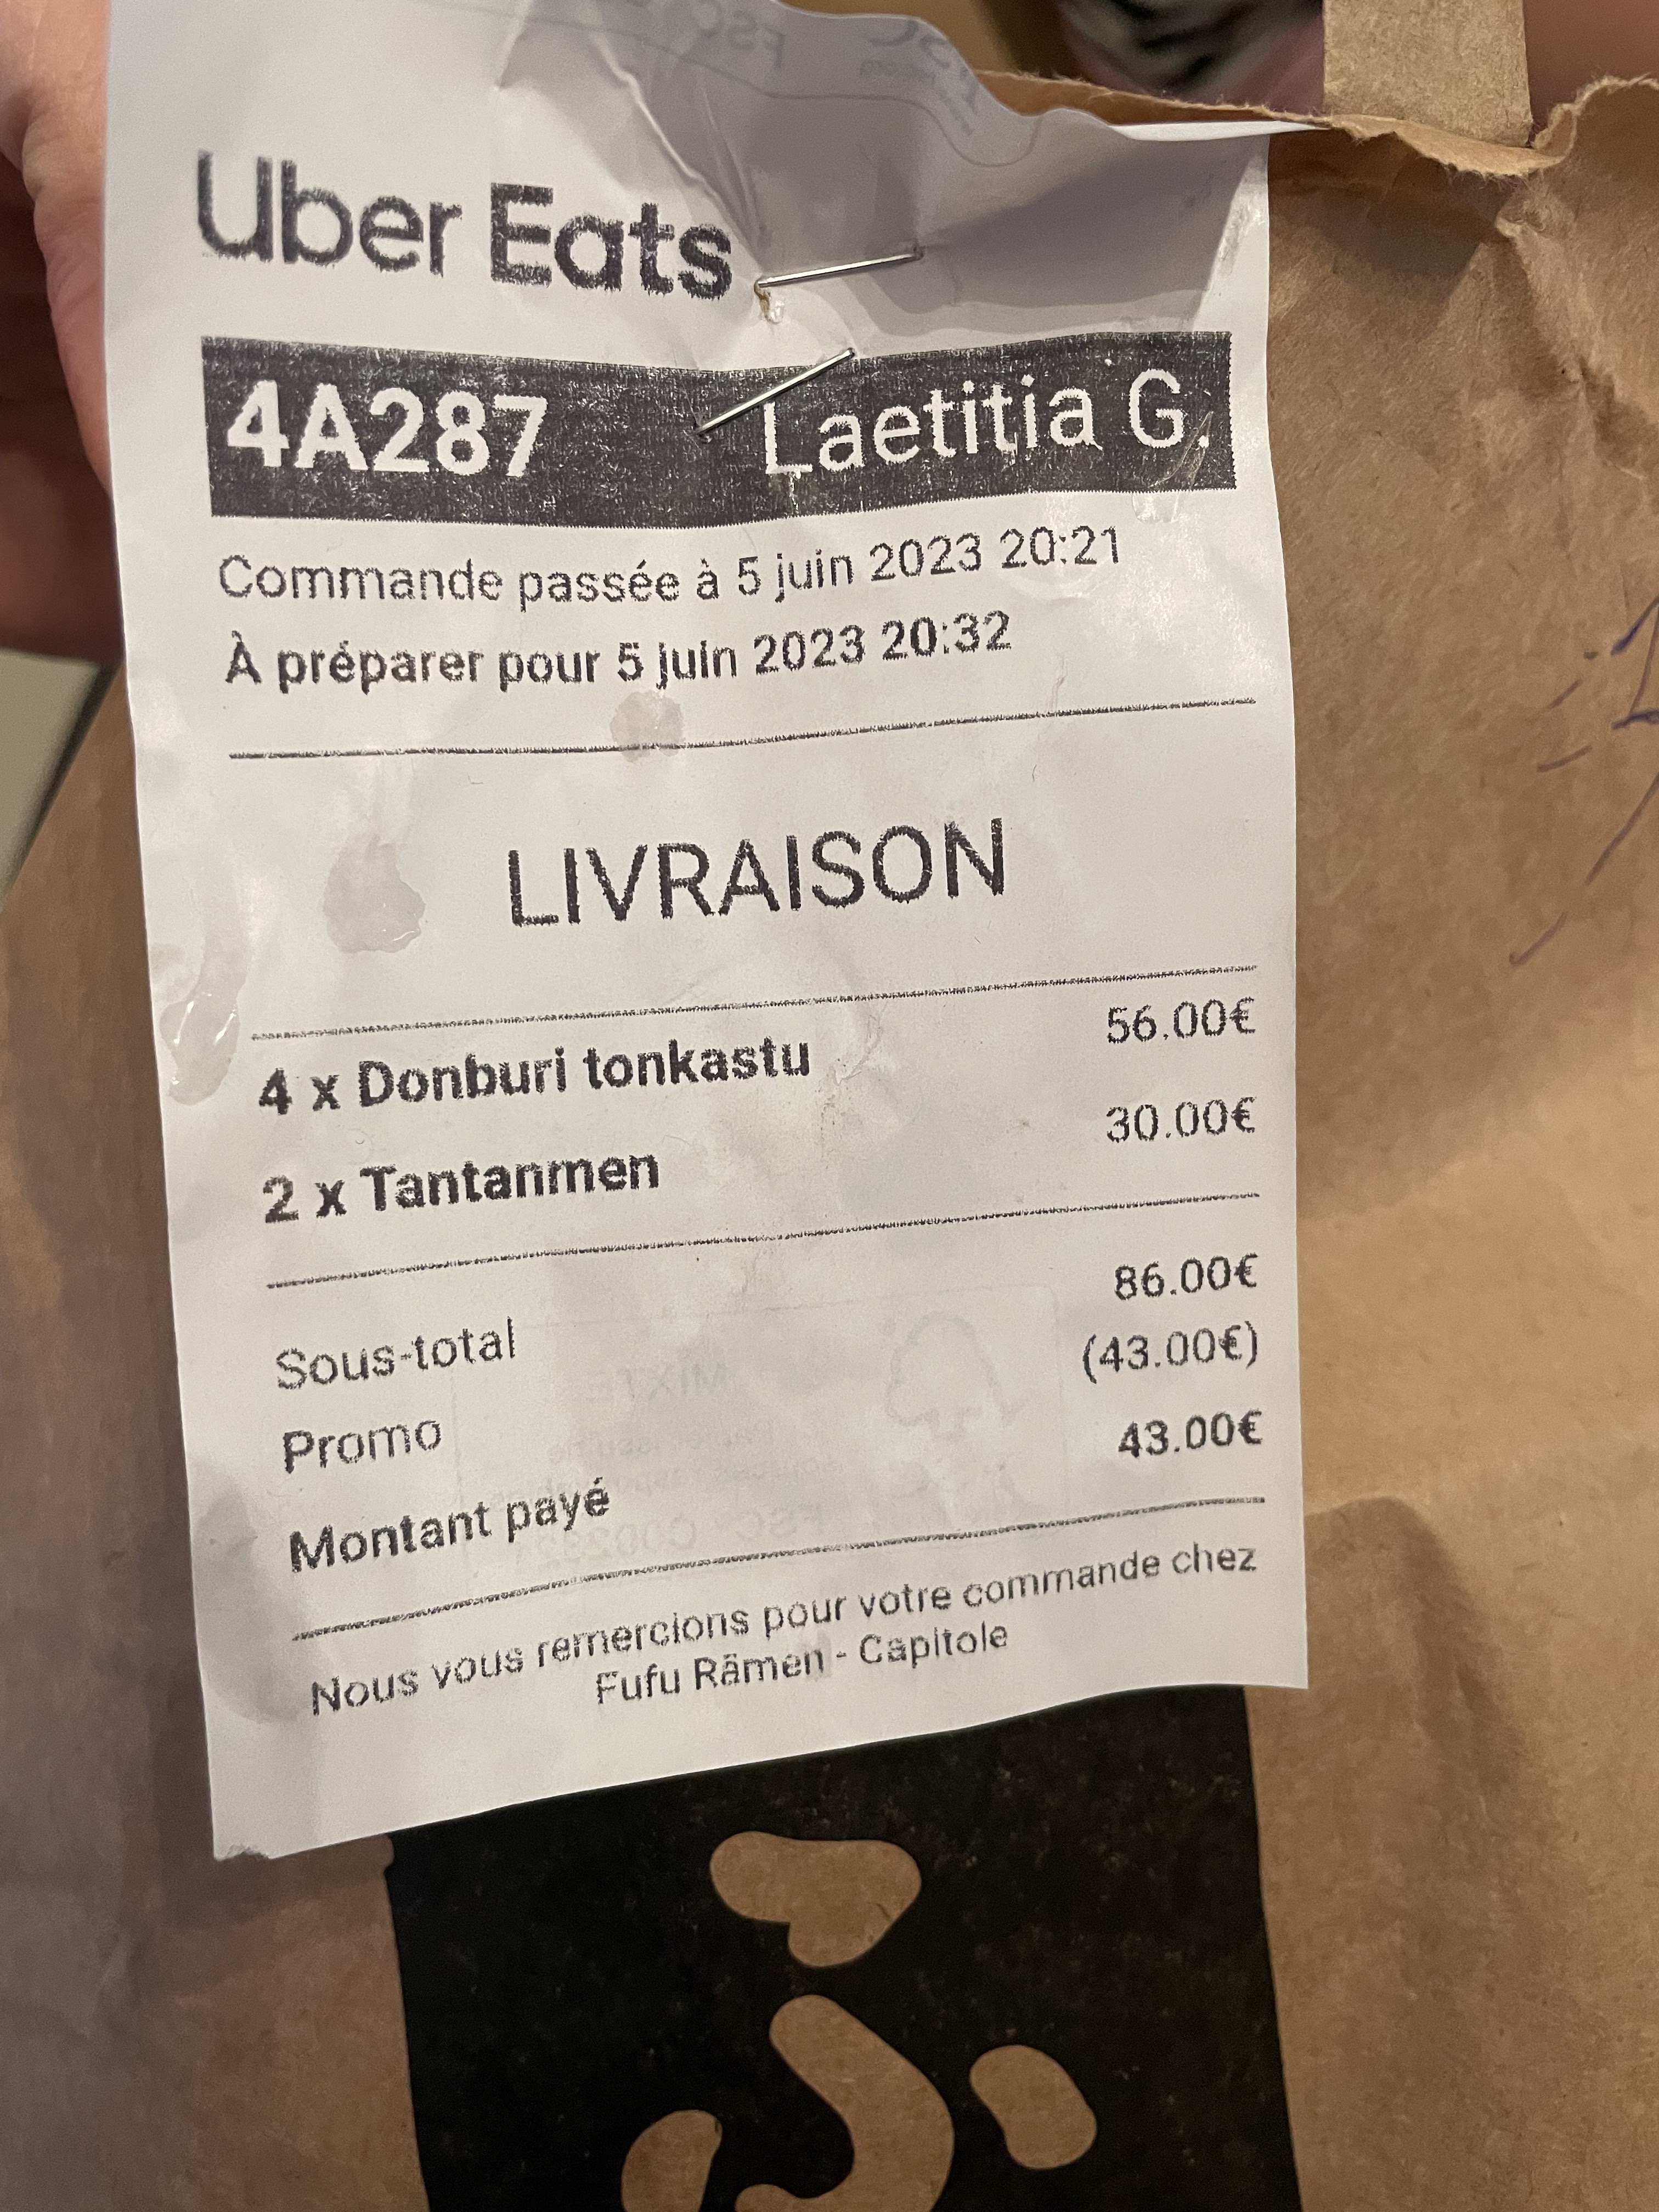 Uber Eats
4A287 Laetitia G.
Commande passée à 5 juin 2023 20:21
À préparer pour 5 juin 2023 20:32
LIVRAISON
4 x Donburi tonkastu 56.00€
2 x Tantanmen 30.00€
Sous-total 86.00€
Promo (43.00€)
Montant payé 43.00€
Nous vous remercions pour votre commande chez
Fufu Rāmen - Capitole